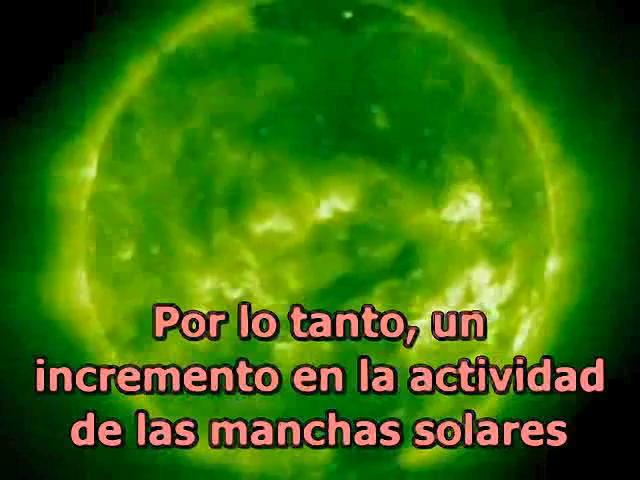 Por lo tanto, un
incremento en la actividad
de las manchas solares